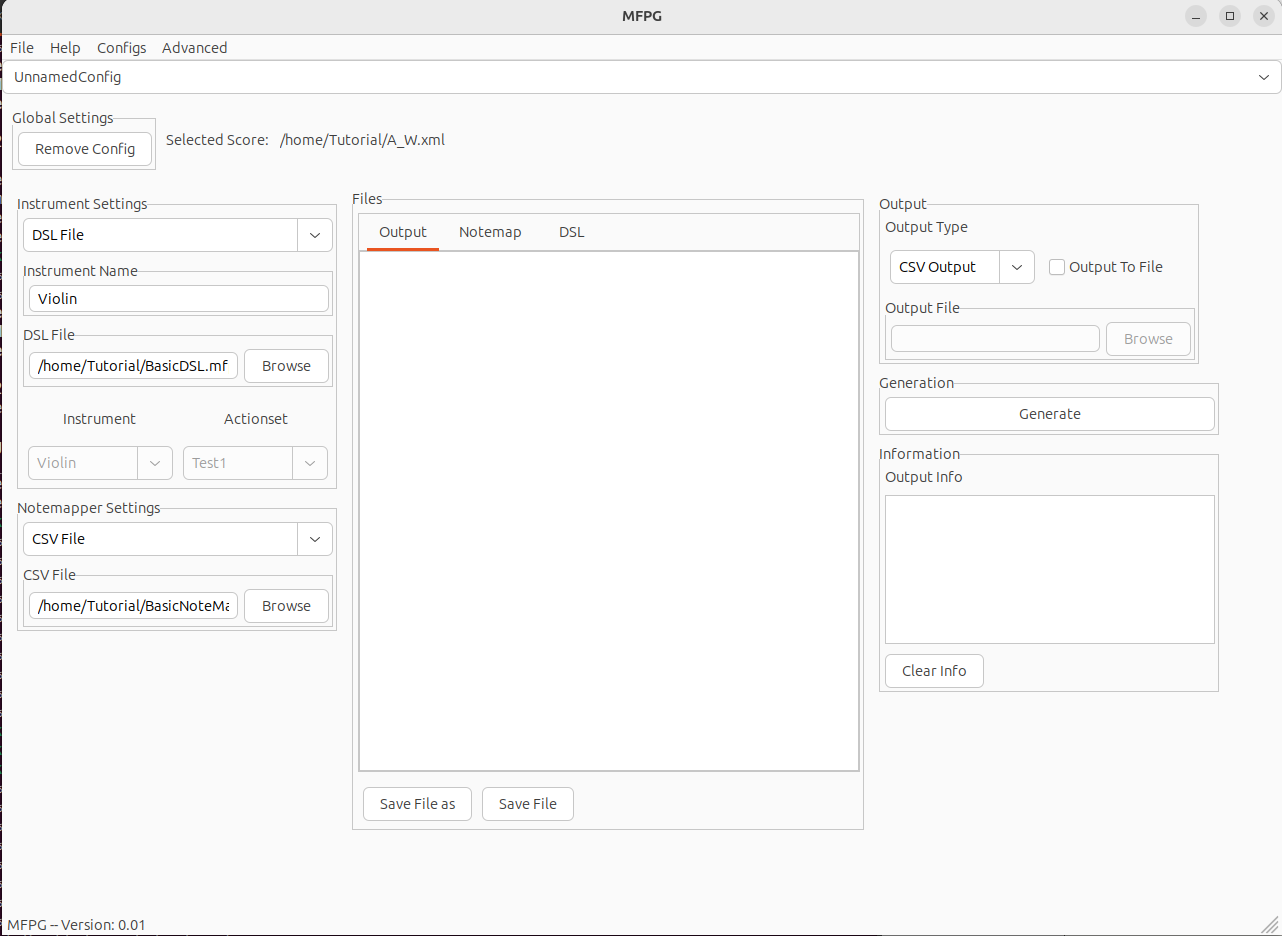 MFPG
File Help Configs Advanced
UnnamedConfig
Global Settings
Remove Config
Selected Score: /home/Tutorial/A_W.xml
Instrument Settings
DSL File
Instrument Name
Violin
DSL File
/home/Tutorial/BasicDSL.mf
Browse
Instrument Actionset
Violin Test1
Notemapper Settings
CSV File
CSV File
/home/Tutorial/BasicNoteMa
Browse
Files
Output Notemap DSL
Save File as Save File
Output
Output Type
CSV Output Output To File
Output File
Browse
Generation
Generate
Information
Output Info
Clear Info
MFPG -- Version: 0.01